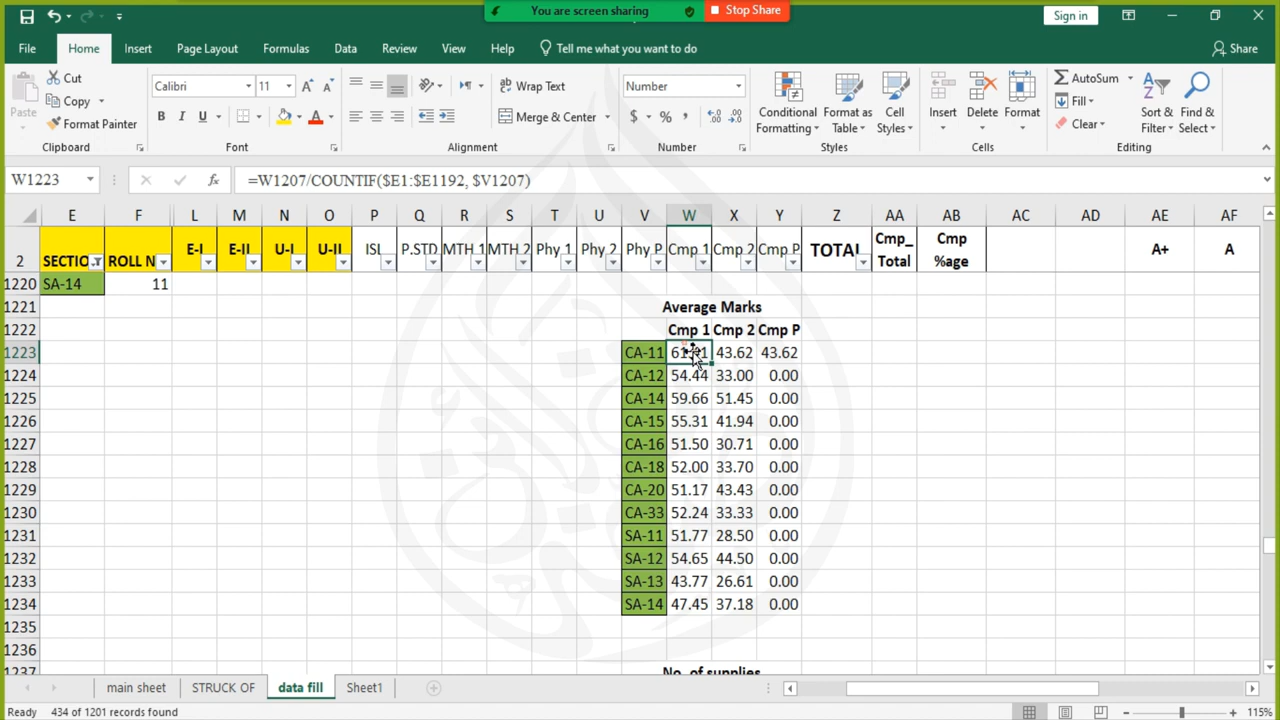 You are screen sharing Stop Share
Sign in
File Home Insert Page Layout Formulas Data Review View Help Tell me what you want to do Share
Paste Cut Copy Format Painter
Calibri 11
B I U
Wrap Text
Merge & Center
Number
$ % ,
Conditional Formatting Format as Table Cell Styles
Insert Delete Format
AutoSum Fill Clear
Sort & Filter Find & Select
Clipboard Font Alignment Number Styles Cells Editing
W1223 fx =W1207/COUNTIF($E1:$E1192, $V1207)
E F L M N O P Q R S T U V W X Y Z AA AB AC AD AE AF
2 SECTIO ROLL N E-I E-II U-I U-II ISL P.STD MTH 1 MTH 2 Phy 1 Phy 2 Phy P Cmp 1 Cmp 2 Cmp P TOTAL Cmp_ Total Cmp %age A+ A
1220 SA-14 11
1221 Average Marks
1222 Cmp 1 Cmp 2 Cmp P
1223 CA-11 43.62 43.62
1224 CA-12 54.44 33.00 0.00
1225 CA-14 59.66 51.45 0.00
1226 CA-15 55.31 41.94 0.00
1227 CA-16 51.50 30.71 0.00
1228 CA-18 52.00 33.70 0.00
1229 CA-20 51.17 43.43 0.00
1230 CA-33 52.24 33.33 0.00
1231 SA-11 51.77 28.50 0.00
1232 SA-12 54.65 44.50 0.00
1233 SA-13 43.77 26.61 0.00
1234 SA-14 47.45 37.18 0.00
1235
1236
1237 No. of supplies
main sheet STRUCK OF data fill Sheet1
Ready 434 of 1201 records found 115%